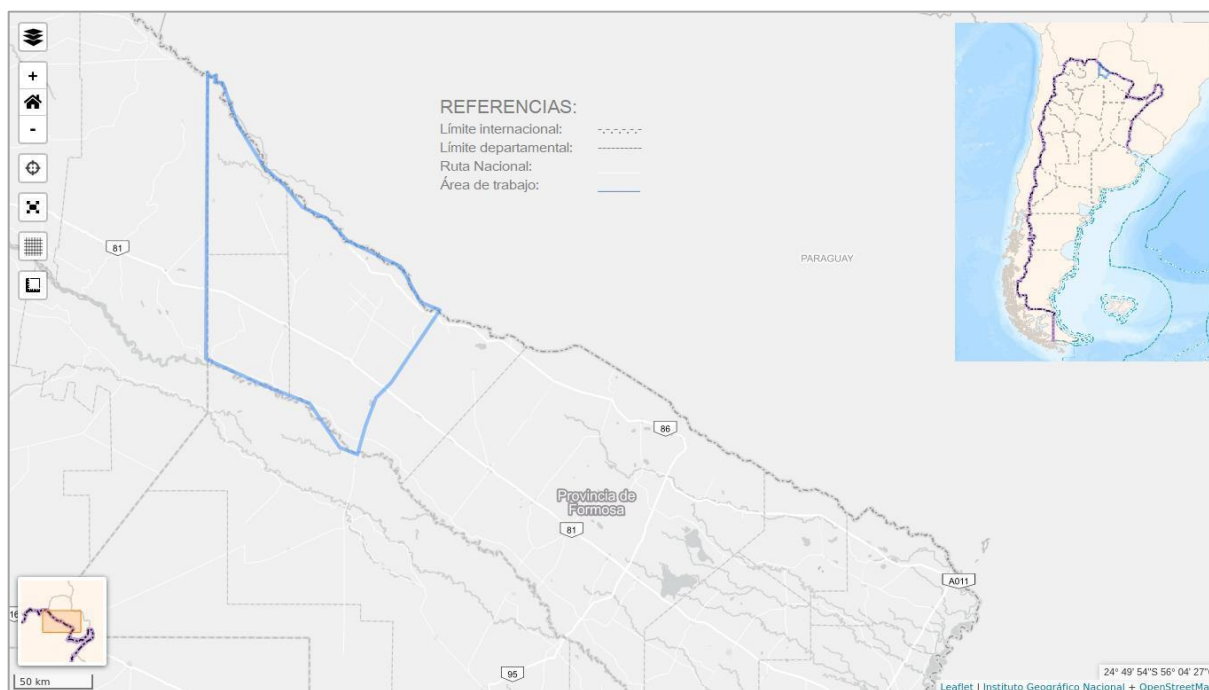 +
-
REFERENCIAS:
Límite internacional:
Límite departamental:
Ruta Nacional:
Área de trabajo:
81
PARAGUAY
86
Provincia de
Formosa
81
A011
16
95
50 km
24° 49' 54"S 56° 04' 27"
Leaflet | Instituto Geográfico Nacional + OpenStreetMa